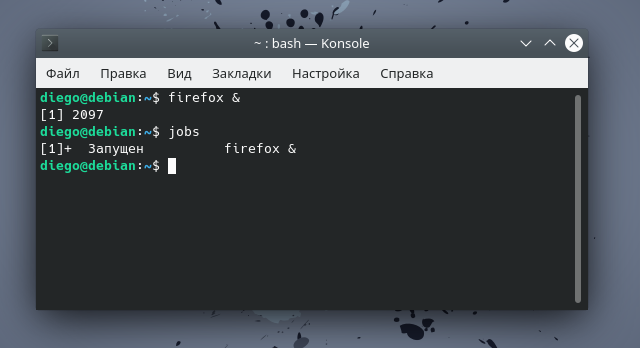 ~ : bash — Konsole
Файл Правка Вид Закладки Настройка Справка
diego@debian:~$ firefox &
[1] 2097
diego@debian:~$ jobs
[1]+  Запущен          firefox &
diego@debian:~$